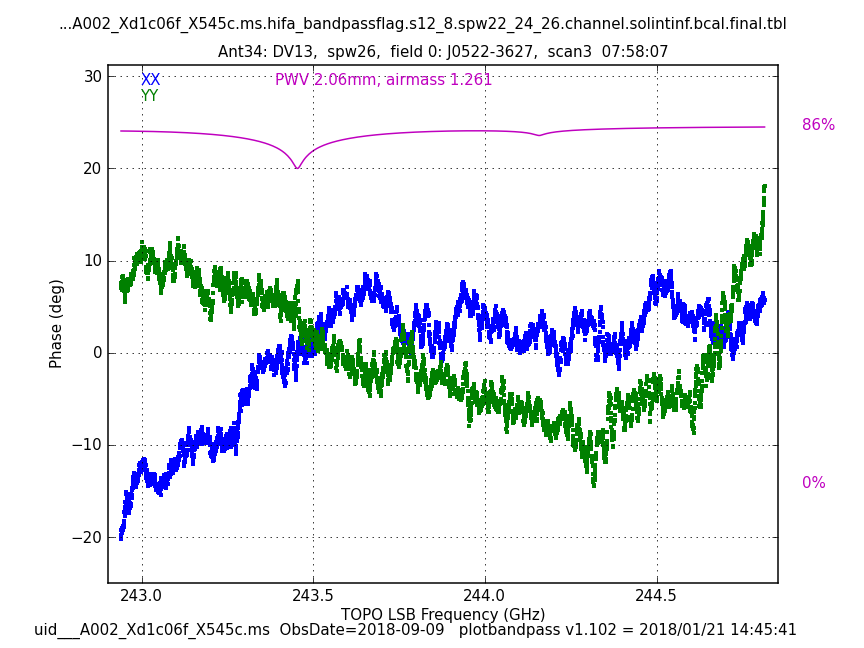 ...A002_Xd1c06f_X545c.ms.hifa_bandpassflag.s12_8.spw22_24_26.channel.solintinf.bcal.final.tbl
Ant34: DV13,  spw26,  field 0: J0522-3627,  scan3  07:58:07
XX
YY
PWV 2.06mm, airmass 1.261
86%
0%
30
20
10
0
−10
−20
Phase (deg)
243.0 243.5 244.0 244.5
TOPO LSB Frequency (GHz)
uid___A002_Xd1c06f_X545c.ms  ObsDate=2018-09-09   plotbandpass v1.102 = 2018/01/21 14:45:41